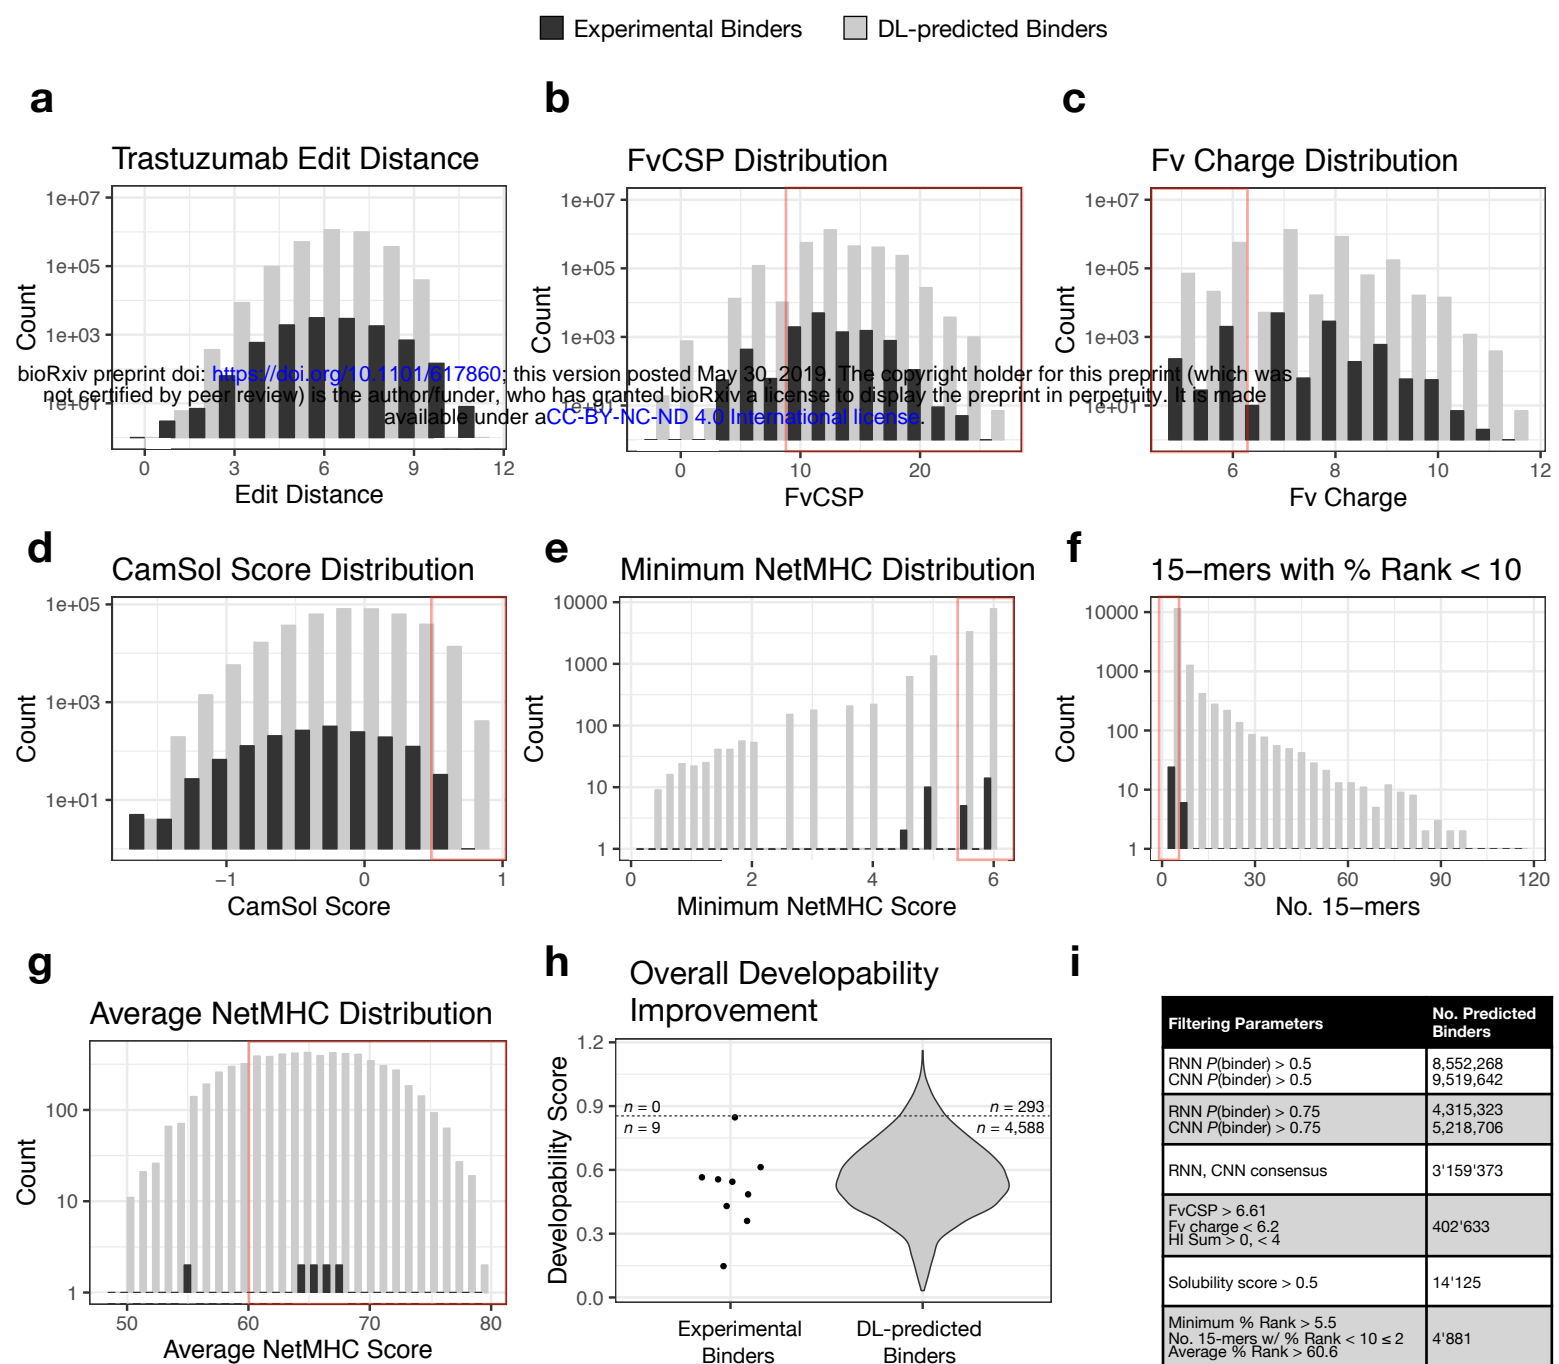 Experimental Binders DL-predicted Binders
a
Trastuzumab Edit Distance
1e+07
1e+05
1e+03
1e+01
Count
0 3 6 9 12
Edit Distance
b
FvCSP Distribution
1e+07
1e+05
1e+03
1e+01
Count
0 10 20
FvCSP
c
Fv Charge Distribution
1e+07
1e+05
1e+03
1e+01
Count
6 8 10 12
Fv Charge
bioRxiv preprint doi: https://doi.org/10.1101/617860; this version posted May 30, 2019. The copyright holder for this preprint (which was
not certified by peer review) is the author/funder, who has granted bioRxiv a license to display the preprint in perpetuity. It is made
available under aCC-BY-NC-ND 4.0 International license.
d
CamSol Score Distribution
1e+05
1e+03
1e+01
Count
−1 0 1
CamSol Score
e
Minimum NetMHC Distribution
10000
1000
100
10
1
Count
0 2 4 6
Minimum NetMHC Score
f
15−mers with % Rank < 10
10000
1000
100
10
1
Count
0 30 60 90 120
No. 15−mers
g
Average NetMHC Distribution
100
10
1
Count
50 60 70 80
Average NetMHC Score
h
Overall Developability
Improvement
1.2
0.9
0.6
0.3
0.0
Developability Score
n = 0 n = 293
n = 9 n = 4,588
Experimental DL-predicted
Binders Binders
i
Filtering Parameters No. Predicted
Binders
RNN P(binder) > 0.5 8,552,268
CNN P(binder) > 0.5 9,519,642
RNN P(binder) > 0.75 4,315,323
CNN P(binder) > 0.75 5,218,706
RNN, CNN consensus 3'159'373
FvCSP > 6.61
Fv charge < 6.2 402'633
HI Sum > 0, < 4
Solubility score > 0.5 14'125
Minimum % Rank > 5.5
No. 15-mers w/ % Rank < 10 ≤ 2 4'881
Average % Rank > 60.6